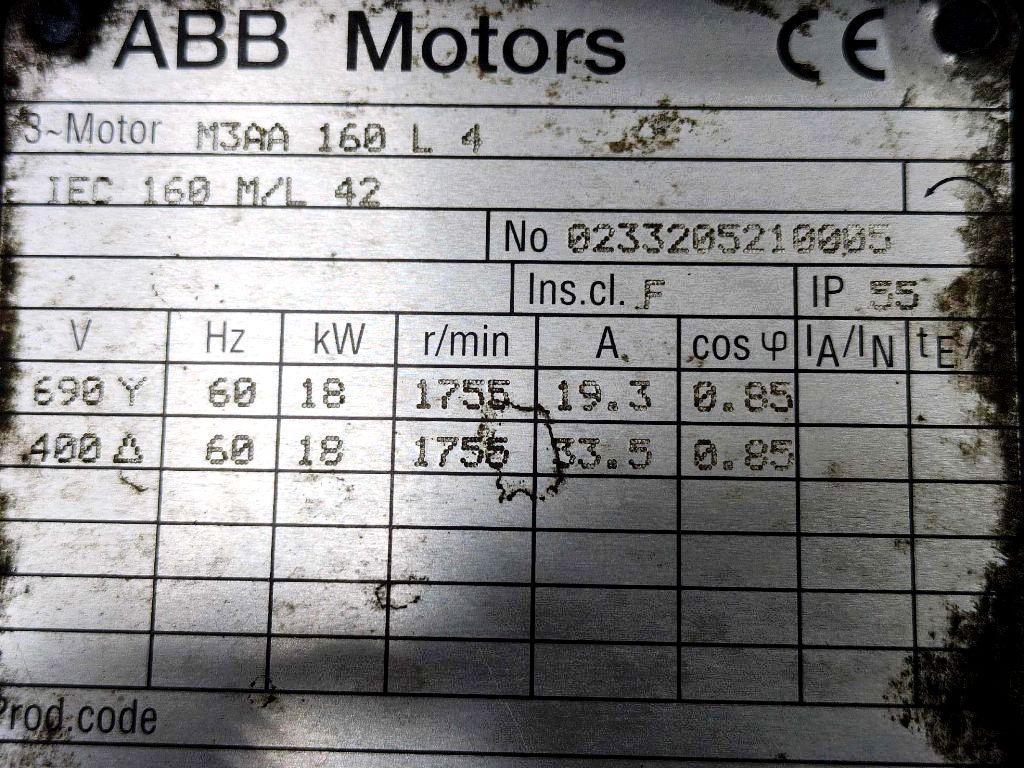 ABB Motors CE
3~Motor M3AA 160 L 4
IEC 160 M/L 42
No 0233205210005
Ins.cl. F IP 55
V Hz kW r/min A cos φ IA/IN tE/
690 Y 60 18 1755 19.3 0.85
400 Δ 60 18 1755 33.5 0.85
Prod.code